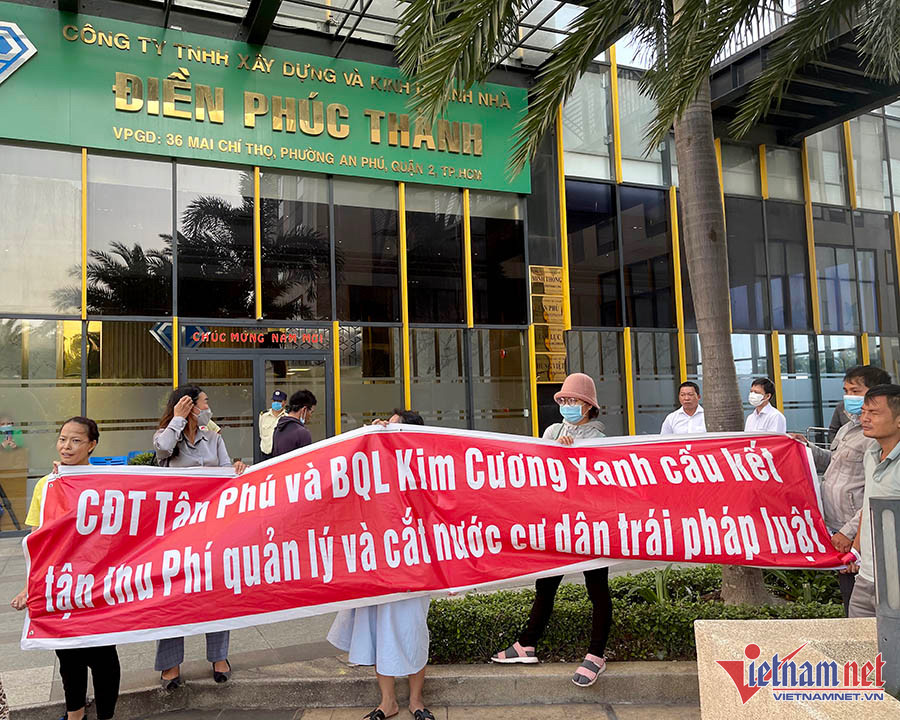 CÔNG TY TNHH XÂY DỰNG VÀ KINH DOANH NHÀ
ĐIỀN PHÚC THÀNH
VPGD: 36 MAI CHÍ THỌ, PHƯỜNG AN PHÚ, QUẬN 2, TP.HCM
CHÚC MỪNG NĂM MỚI
CĐT Tân Phú và BQL Kim Cương Xanh cấu kết
tận thu Phí quản lý và cắt nước cư dân trái pháp luật
Vietnamnet
VIETNAMNET.VN